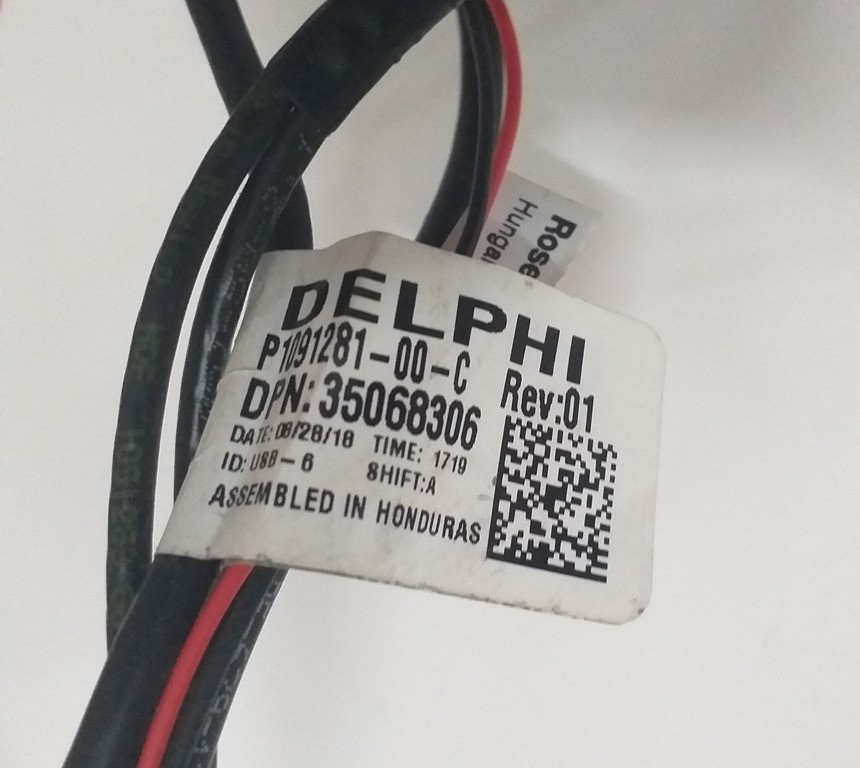 DELPHI
P1091281-00-C
Rev:01
DPN: 35068306
DATE: 08/28/18 TIME: 1719
ID: USB-6 SHIFT:A
ASSEMBLED IN HONDURAS